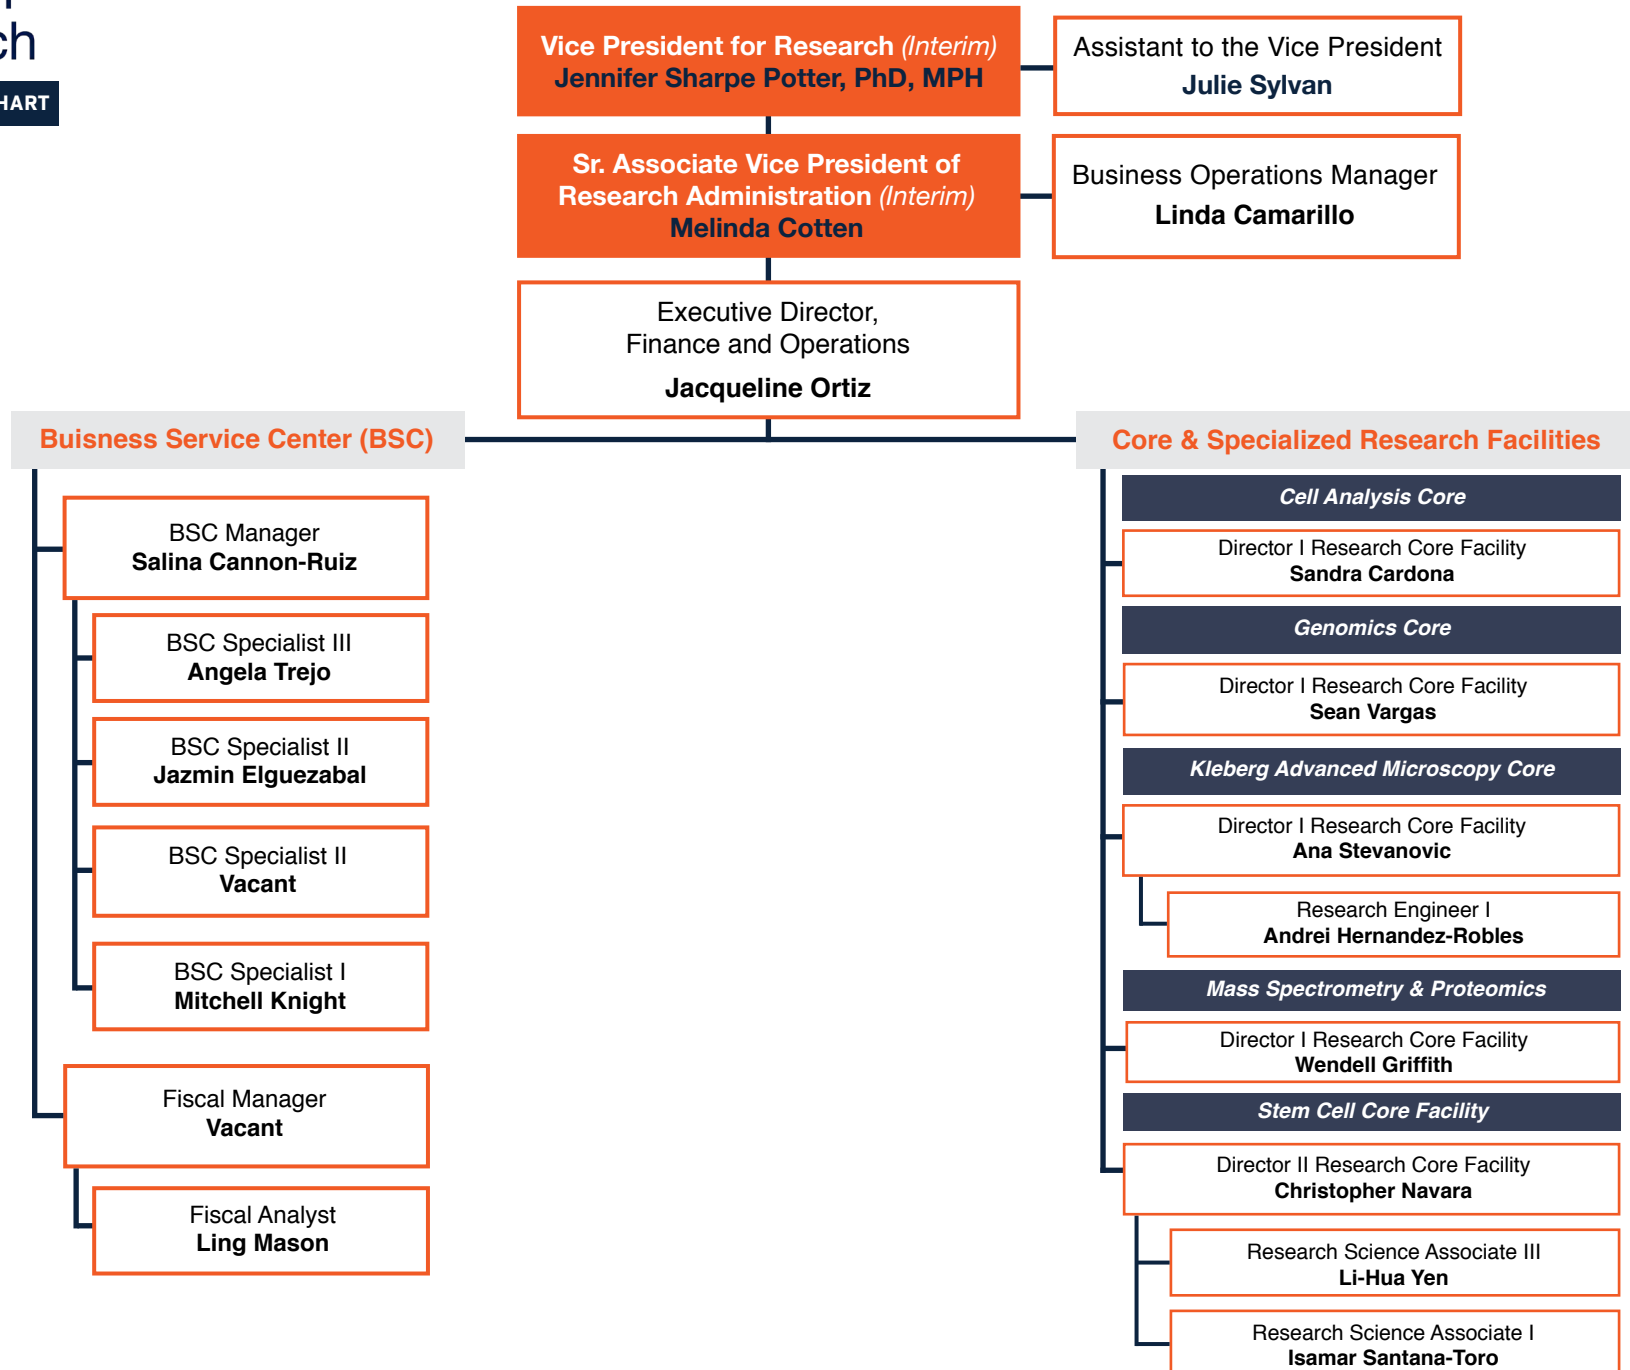 ch
HART
Vice President for Research (Interim)
Jennifer Sharpe Potter, PhD, MPH
Assistant to the Vice President
Julie Sylvan
Sr. Associate Vice President of
Research Administration (Interim)
Melinda Cotten
Business Operations Manager
Linda Camarillo
Executive Director,
Finance and Operations
Jacqueline Ortiz
Buisness Service Center (BSC)
BSC Manager
Salina Cannon-Ruiz
BSC Specialist III
Angela Trejo
BSC Specialist II
Jazmin Elguezabal
BSC Specialist II
Vacant
BSC Specialist I
Mitchell Knight
Fiscal Manager
Vacant
Fiscal Analyst
Ling Mason
Core & Specialized Research Facilities
Cell Analysis Core
Director I Research Core Facility
Sandra Cardona
Genomics Core
Director I Research Core Facility
Sean Vargas
Kleberg Advanced Microscopy Core
Director I Research Core Facility
Ana Stevanovic
Research Engineer I
Andrei Hernandez-Robles
Mass Spectrometry & Proteomics
Director I Research Core Facility
Wendell Griffith
Stem Cell Core Facility
Director II Research Core Facility
Christopher Navara
Research Science Associate III
Li-Hua Yen
Research Science Associate I
Isamar Santana-Toro